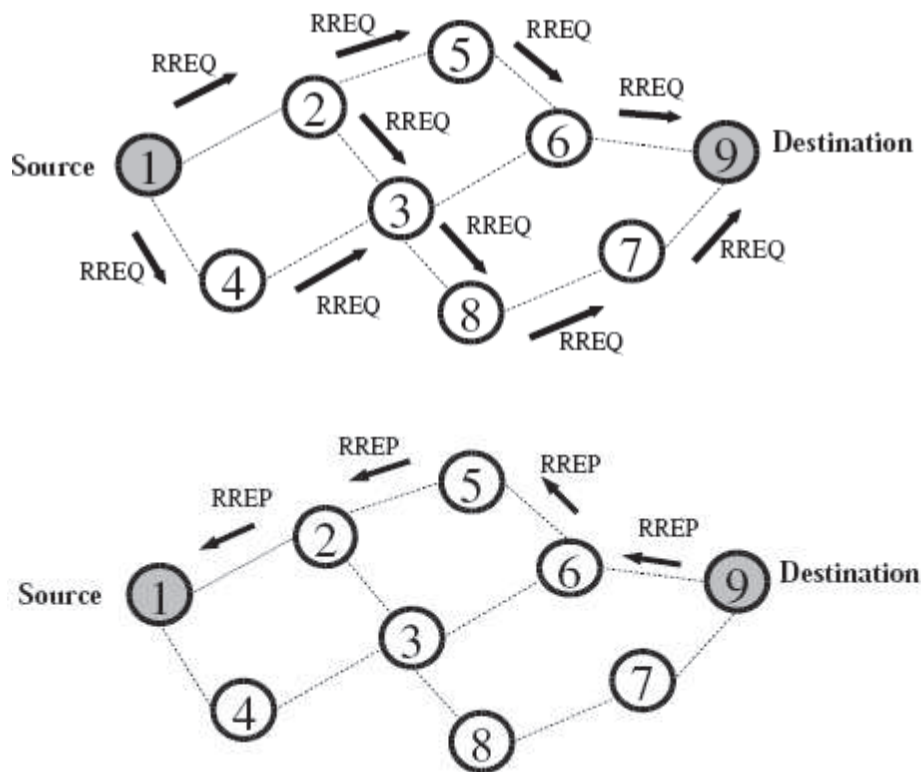 RREQ
RREQ
5
RREQ
2
RREQ
RREQ
6
Source
1
9
Destination
3
RREQ
RREQ
4
RREQ
7
RREQ
8
RREQ
RREP
5
RREP
RREP
2
RREP
6
Source
1
9
Destination
3
4
7
8